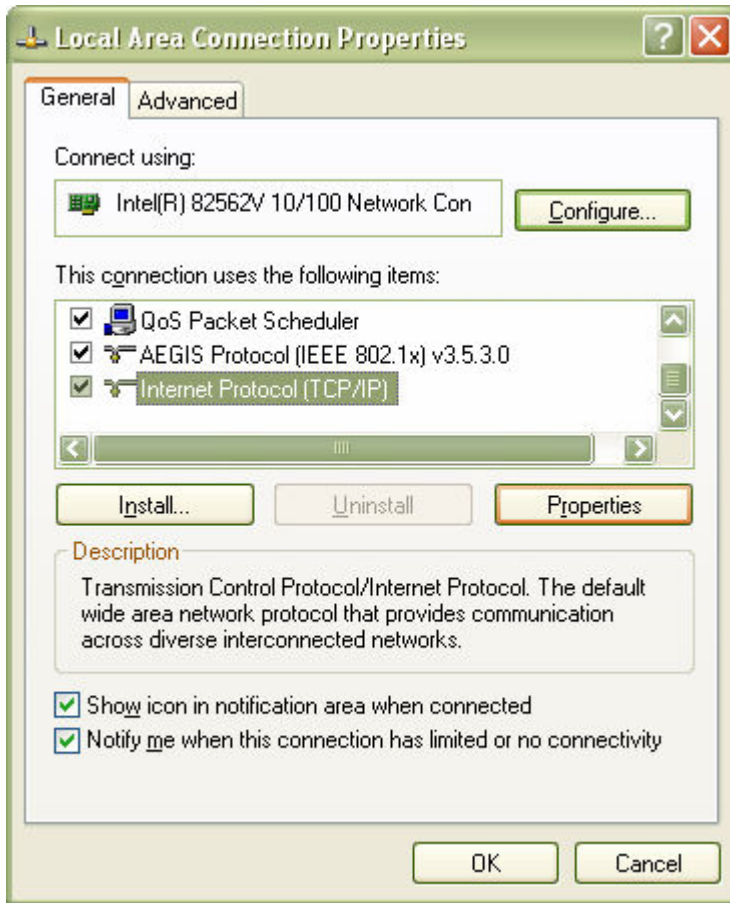 Local Area Connection Properties
General Advanced
Connect using:
Intel(R) 82562V 10/100 Network Con
Configure...
This connection uses the following items:
QoS Packet Scheduler
AEGIS Protocol (IEEE 802.1x) v3.5.3.0
Internet Protocol (TCP/IP)
Install... Uninstall Properties
Description
Transmission Control Protocol/Internet Protocol. The default
wide area network protocol that provides communication
across diverse interconnected networks.
Show icon in notification area when connected
Notify me when this connection has limited or no connectivity
OK Cancel